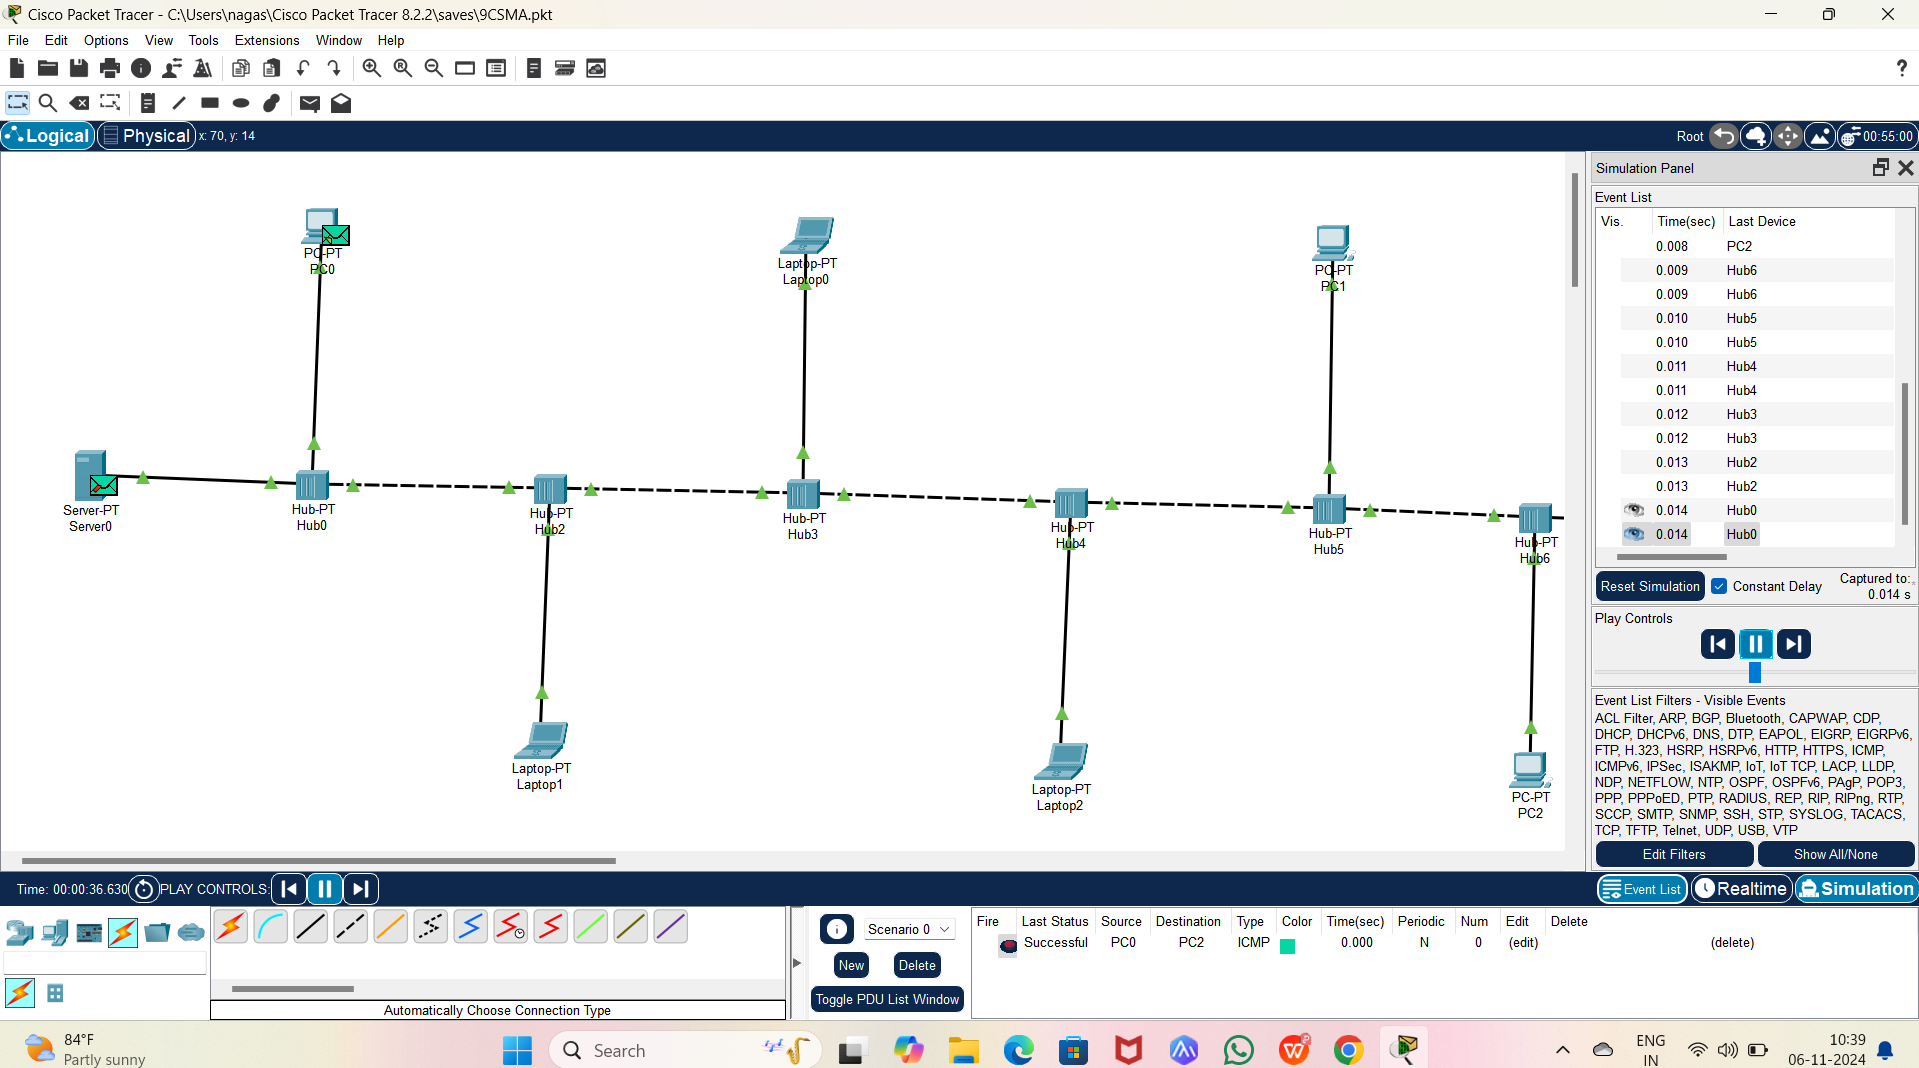 Cisco Packet Tracer - C:\Users\nagas\Cisco Packet Tracer 8.2.2\saves\9CSMA.pkt
File Edit Options View Tools Extensions Window Help
?
Logical Physical x: 70, y: 14 Root 00:55:00
Simulation Panel
Event List
Vis. Time(sec) Last Device
0.008 PC2
0.009 Hub6
0.009 Hub6
0.010 Hub5
0.010 Hub5
0.011 Hub4
0.011 Hub4
0.012 Hub3
0.012 Hub3
0.013 Hub2
0.013 Hub2
0.014 Hub0
0.014 Hub0
Reset Simulation Constant Delay Captured to:
0.014 s
Play Controls
Event List Filters - Visible Events
ACL Filter, ARP, BGP, Bluetooth, CAPWAP, CDP,
DHCP, DHCPv6, DNS, DTP, EAPOL, EIGRP, EIGRPv6,
FTP, H.323, HSRP, HSRPv6, HTTP, HTTPS, ICMP,
ICMPv6, IPSec, ISAKMP, IoT, IoT TCP, LACP, LLDP,
NDP, NETFLOW, NTP, OSPF, OSPFv6, PAgP, POP3,
PPP, PPPoED, PTP, RADIUS, REP, RIP, RIPng, RTP,
SCCP, SMTP, SNMP, SSH, STP, SYSLOG, TACACS,
TCP, TFTP, Telnet, UDP, USB, VTP
Edit Filters Show All/None
PC-PT
PC0
Laptop-PT
Laptop0
PC-PT
PC1
Server-PT
Server0
Hub-PT
Hub0
Hub-PT
Hub2
Hub-PT
Hub3
Hub-PT
Hub4
Hub-PT
Hub5
Hub-PT
Hub6
Laptop-PT
Laptop1
Laptop-PT
Laptop2
PC-PT
PC2
Time: 00:00:36.630 PLAY CONTROLS: Event List Realtime Simulation
Scenario 0
New Delete
Toggle PDU List Window
Fire Last Status Source Destination Type Color Time(sec) Periodic Num Edit Delete
Successful PC0 PC2 ICMP 0.000 N 0 (edit) (delete)
Automatically Choose Connection Type
84°F
Partly sunny
Search
ENG
IN
10:39
06-11-2024